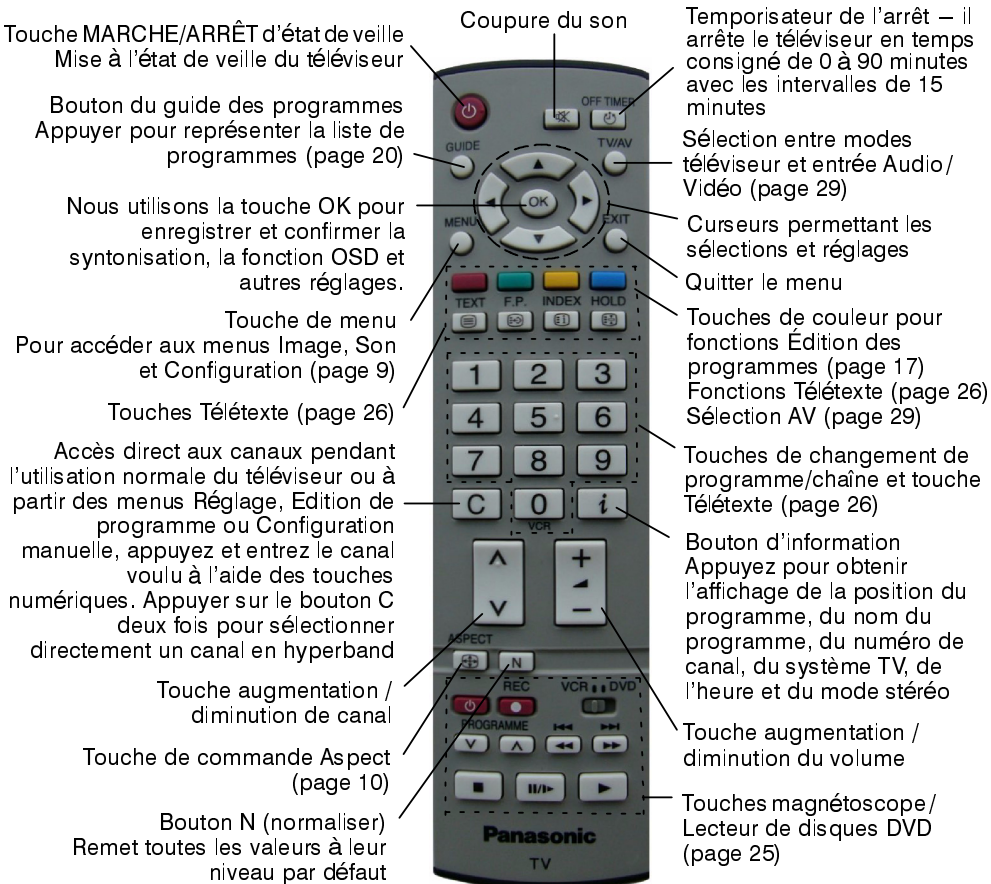 Touche MARCHE/ARRÊT d'état de veille
Mise à l'état de veille du téléviseur
Bouton du guide des programmes
Appuyer pour représenter la liste de
programmes (page 20)
Nous utilisons la touche OK pour
enregistrer et confirmer la
syntonisation, la fonction OSD et
autres réglages.
Touche de menu
Pour accéder aux menus Image, Son
et Configuration (page 9)
Touches Télétexte (page 26)
Accès direct aux canaux pendant
l'utilisation normale du téléviseur ou à
partir des menus Réglage, Edition de
programme ou Configuration
manuelle, appuyez et entrez le canal
voulu à l'aide des touches
numériques. Appuyer sur le bouton C
deux fois pour sélectionner
directement un canal en hyperband
Touche augmentation /
diminution de canal
Touche de commande Aspect
(page 10)
Bouton N (normaliser)
Remet toutes les valeurs à leur
niveau par défaut
Coupure du son
OFF TIMER
GUIDE
TV/AV
OK
MENU
EXIT
TEXT F.P. INDEX HOLD
1 2 3
4 5 6
7 8 9
C 0 i
VCR
+
−
ASPECT
N
REC VCR DVD
PROGRAMME
Panasonic
TV
Temporisateur de l'arrêt – il
arrête le téléviseur en temps
consigné de 0 à 90 minutes
avec les intervalles de 15
minutes
Sélection entre modes
téléviseur et entrée Audio/
Vidéo (page 29)
Curseurs permettant les
sélections et réglages
Quitter le menu
Touches de couleur pour
fonctions Édition des
programmes (page 17)
Fonctions Télétexte (page 26)
Sélection AV (page 29)
Touches de changement de
programme/chaîne et touche
Télétexte (page 26)
Bouton d'information
Appuyez pour obtenir
l'affichage de la position du
programme, du nom du
programme, du numéro de
canal, du système TV, de
l'heure et du mode stéréo
Touche augmentation /
diminution du volume
Touches magnétoscope/
Lecteur de disques DVD
(page 25)